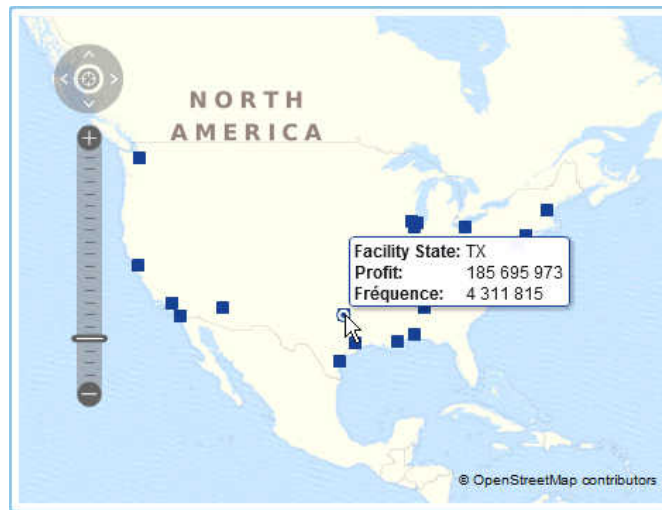 NORTH
AMERICA
Facility State: TX
Profit: 185 695 973
Fréquence: 4 311 815
© OpenStreetMap contributors